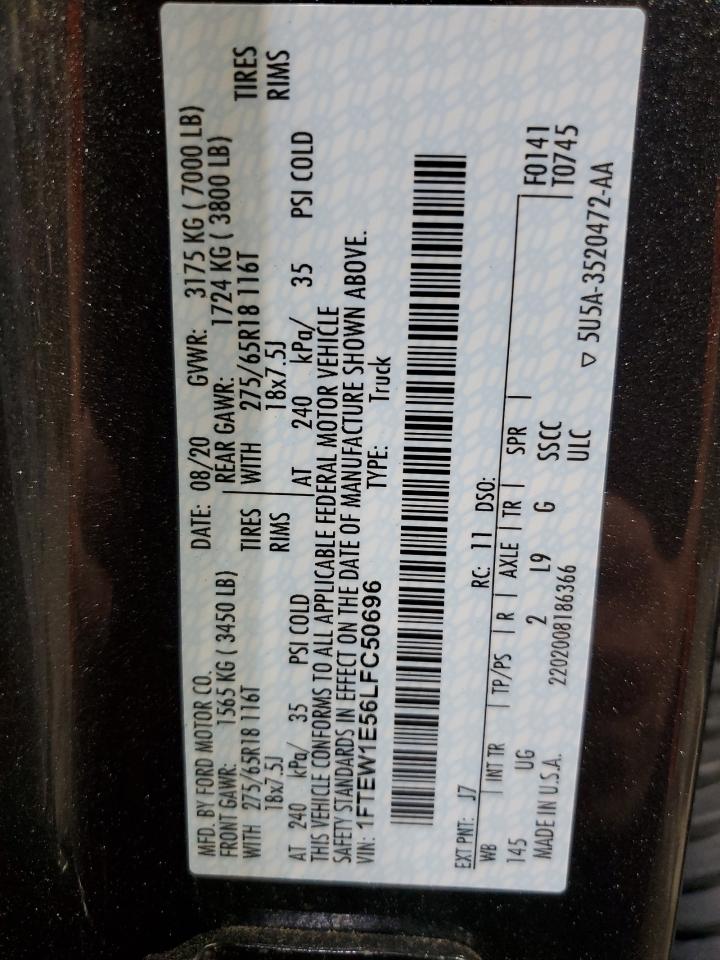 MFD. BY FORD MOTOR CO. DATE: 08/20 GVWR: 3175 KG ( 7000 LB)
FRONT GAWR: 1565 KG ( 3450 LB) REAR GAWR: 1724 KG ( 3800 LB)
WITH 275/65R18 116T TIRES WITH 275/65R18 116T TIRES
18x7.5J RIMS 18x7.5J RIMS
AT 240 kPa/ 35 PSI COLD AT 240 kPa/ 35 PSI COLD
THIS VEHICLE CONFORMS TO ALL APPLICABLE FEDERAL MOTOR VEHICLE
SAFETY STANDARDS IN EFFECT ON THE DATE OF MANUFACTURE SHOWN ABOVE.
VIN: 1FTEW1E56LFC50696 TYPE: Truck
EXT PNT: J7 RC: 11 DSO:
WB INT TR TP/PS R AXLE TR SPR F0141
145 UG 2 L9 G SSCC T0745
MADE IN U.S.A. 2202008186366 ULC ▽ 5U5A-3520472-AA